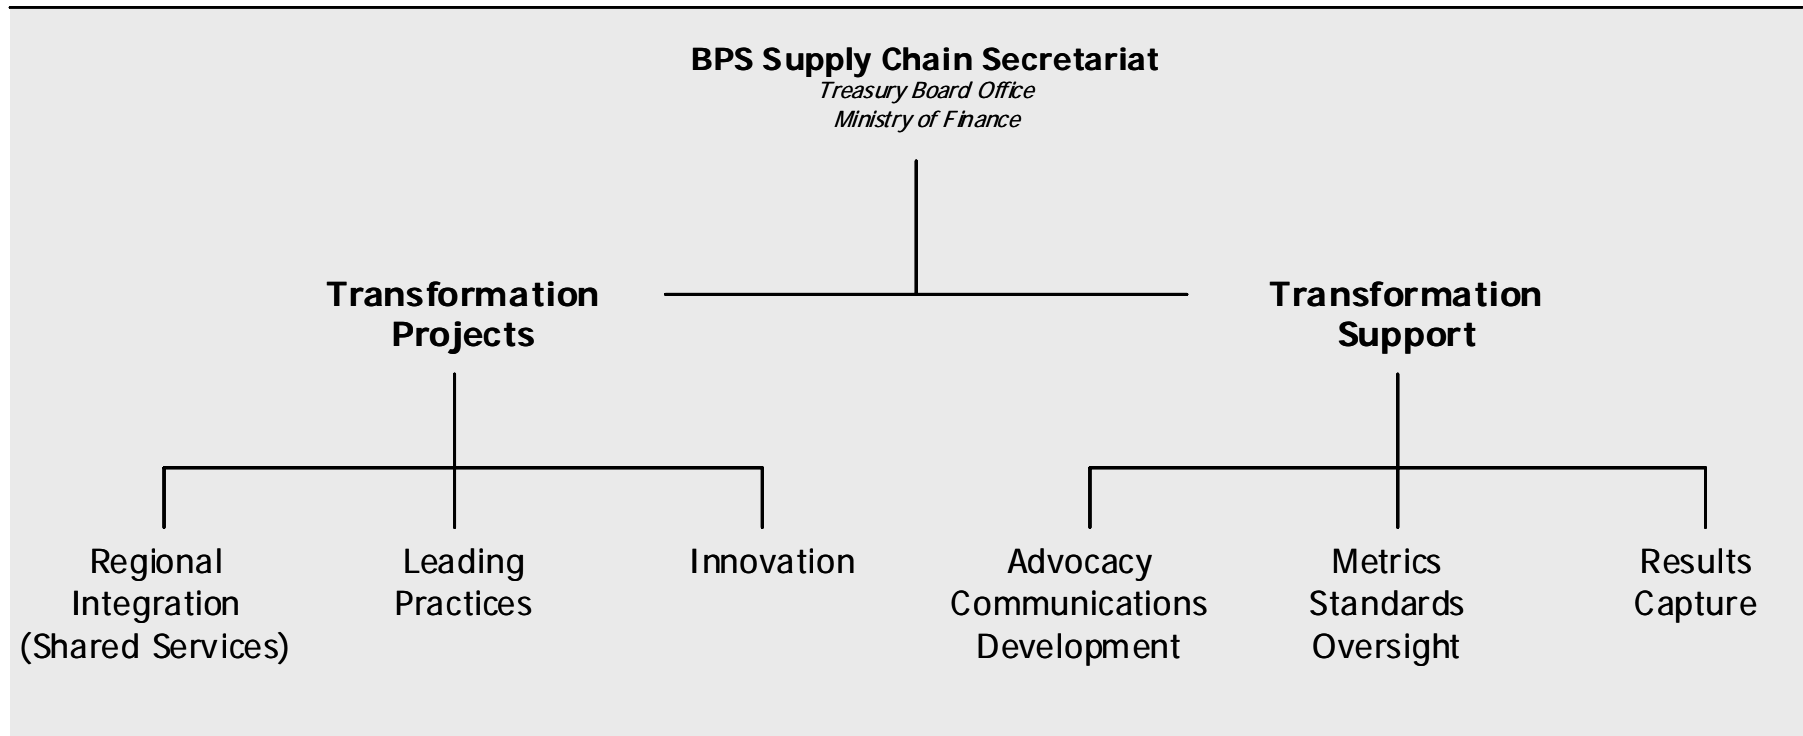 BPS Supply Chain Secretariat
Treasury Board Office
Ministry of Finance
Transformation
Projects
Transformation
Support
Regional
Integration
(Shared Services)
Leading
Practices
Innovation
Advocacy
Communications
Development
Metrics
Standards
Oversight
Results
Capture